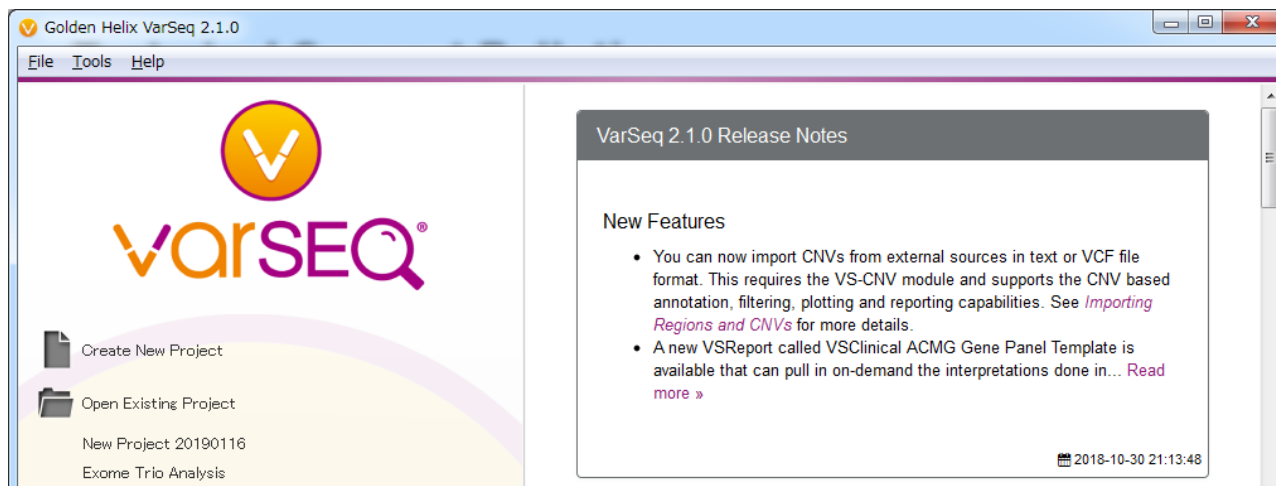 Golden Helix VarSeq 2.1.0
File Tools Help
VarSEQ®
Create New Project
Open Existing Project
New Project 20190116
Exome Trio Analysis
VarSeq 2.1.0 Release Notes
New Features
• You can now import CNVs from external sources in text or VCF file
format. This requires the VS-CNV module and supports the CNV based
annotation, filtering, plotting and reporting capabilities. See Importing
Regions and CNVs for more details.
• A new VSReport called VSClinical ACMG Gene Panel Template is
available that can pull in on-demand the interpretations done in... Read
more »
2018-10-30 21:13:48